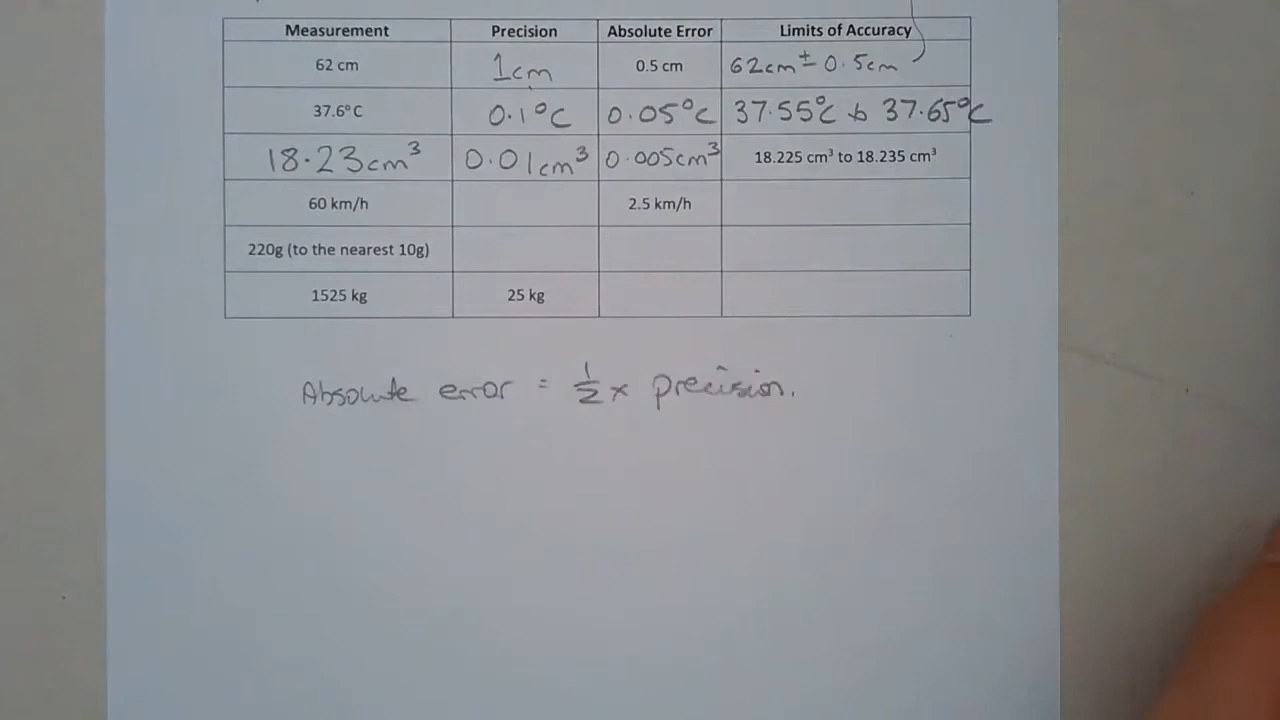 Measurement Precision Absolute Error Limits of Accuracy
62 cm 1cm 0.5 cm 62cm ± 0.5cm
37.6°C 0.1°C 0.05°C 37.55°C to 37.65°C
18.23cm³ 0.01cm³ 0.005cm³ 18.225 cm³ to 18.235 cm³
60 km/h 2.5 km/h
220g (to the nearest 10g)
1525 kg 25 kg
Absolute error = ½ x precision.